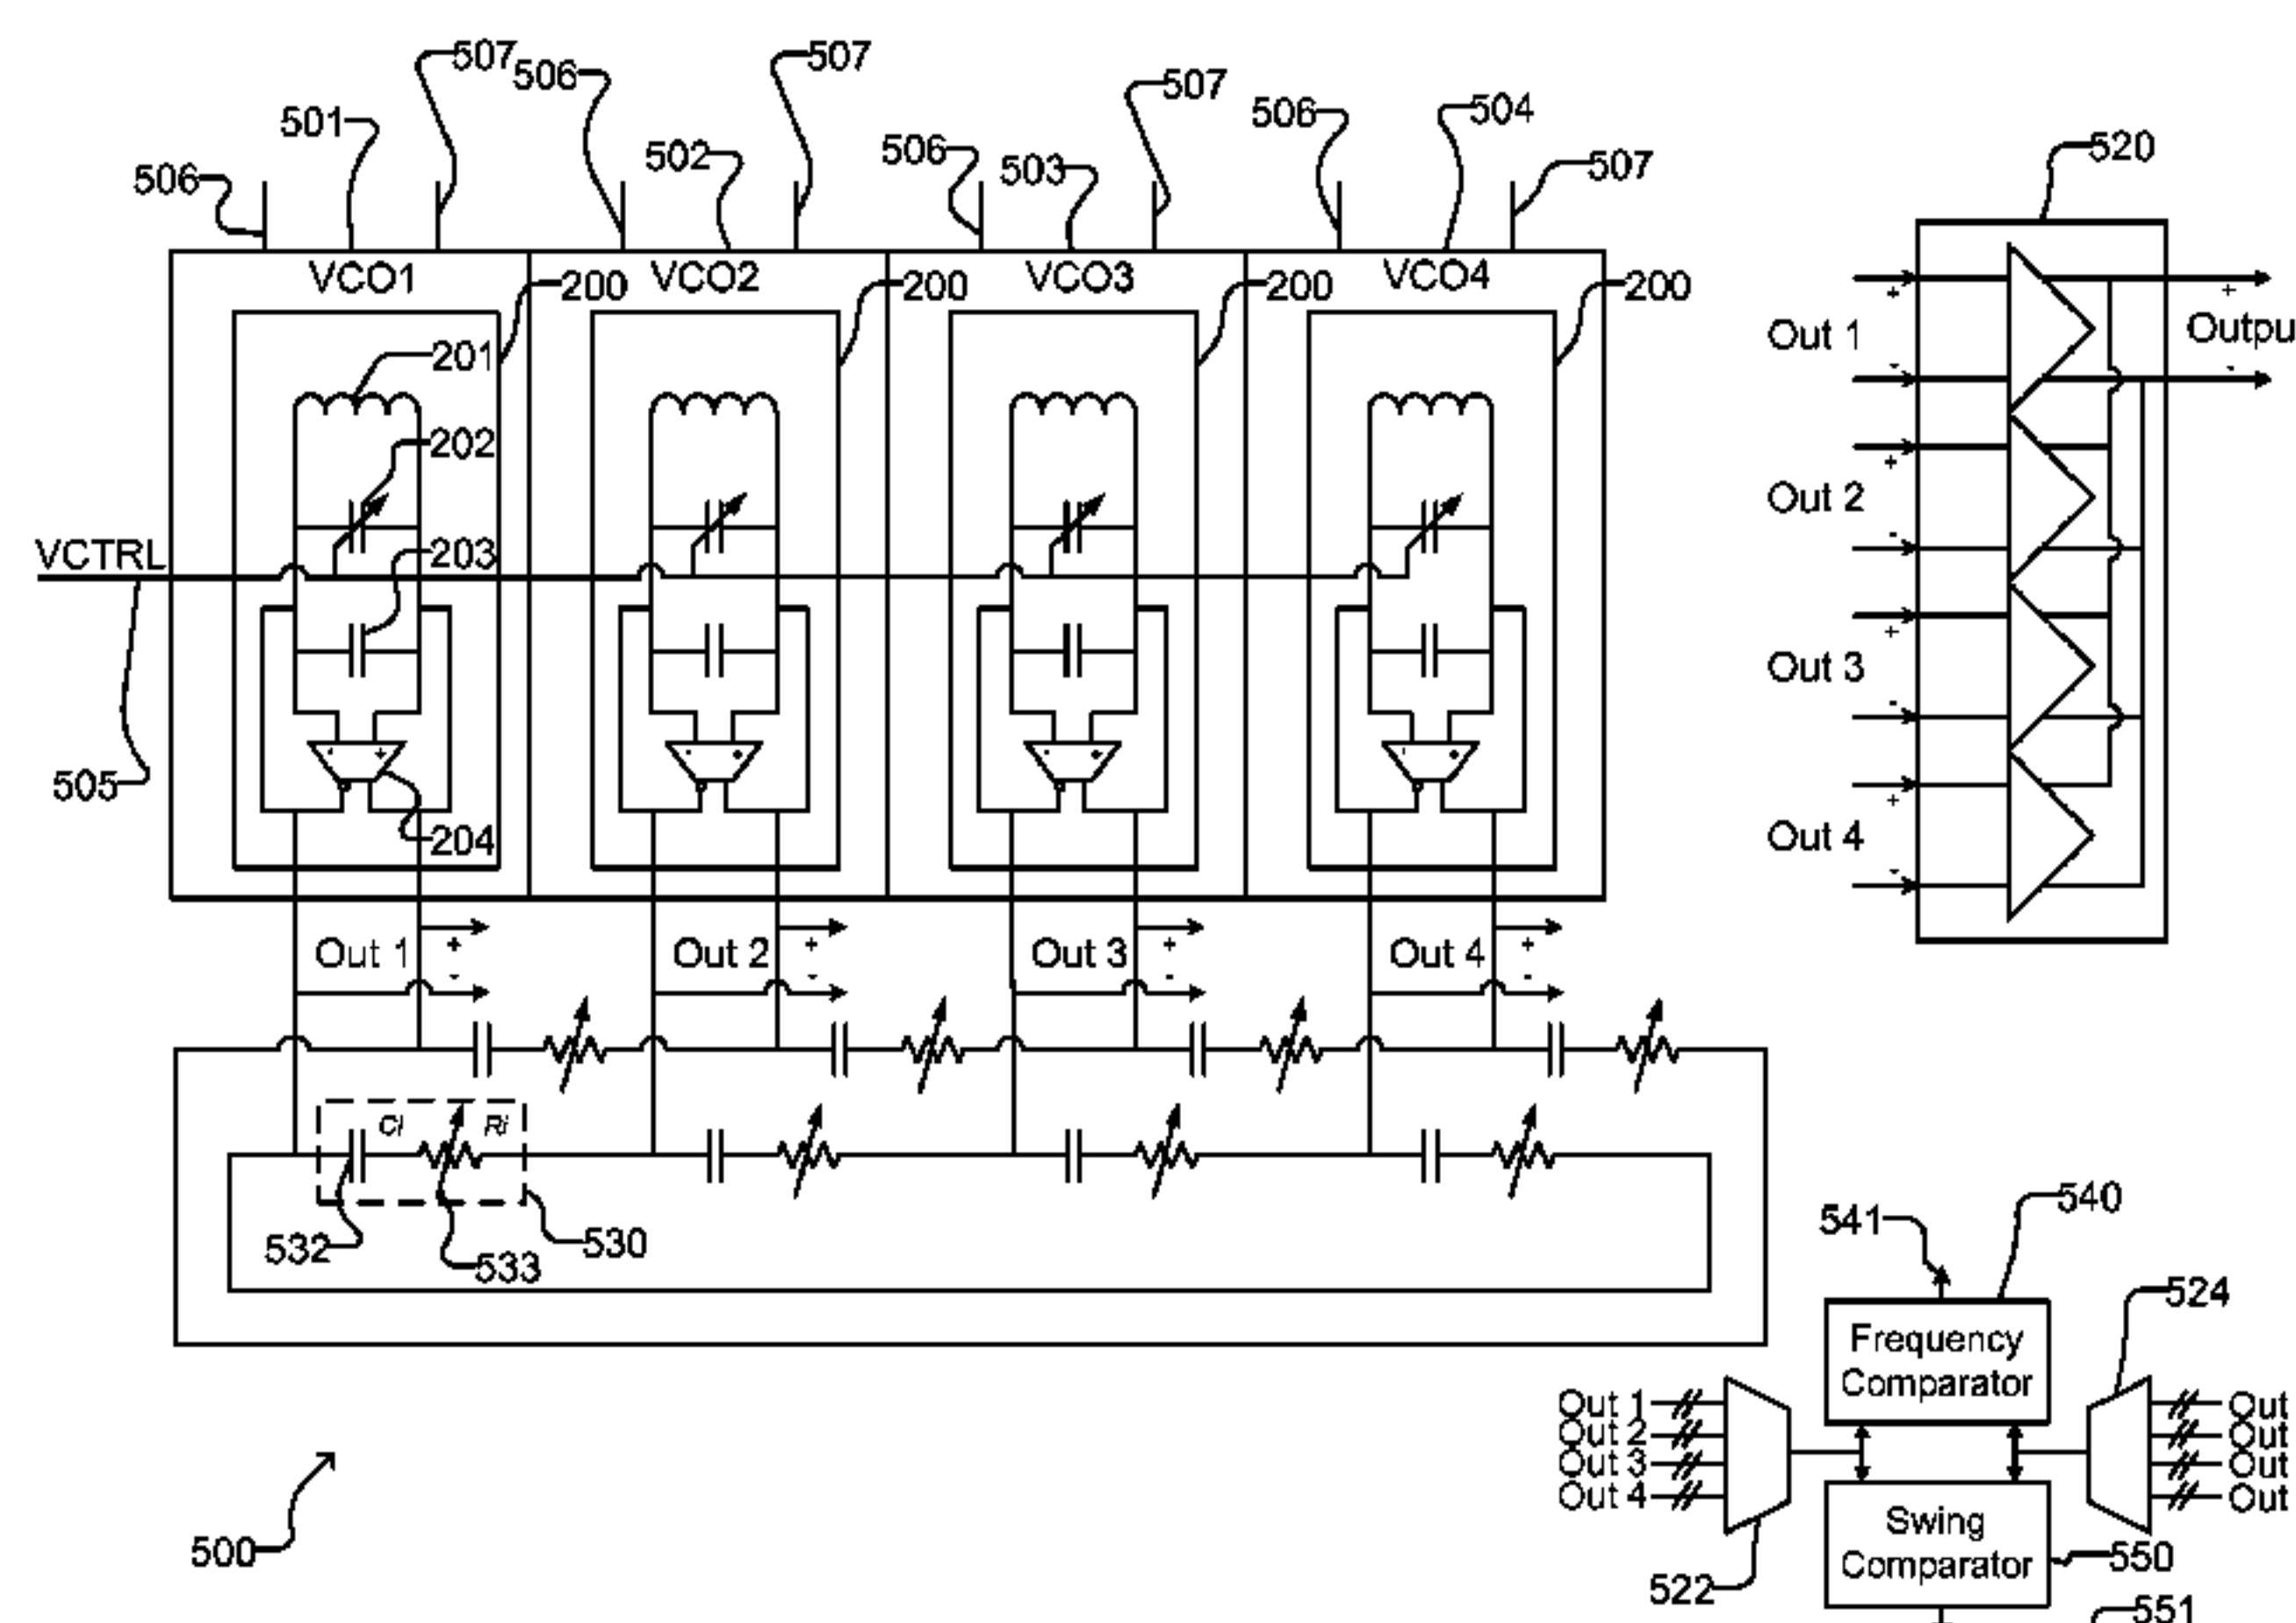 507
506
507
507
506
504
501
502
506
503
507
506
520
VCO1
VCO2
VCO3
VCO4
200
200
200
200
201
Out 1
+
-
+
-
Outpu
202
VCTRL
203
Out 2
+
-
Out 3
+
-
505
204
Out 4
+
-
Out 1
+
-
Out 2
+
-
Out 3
+
-
Out 4
+
-
Ci
Ri
532
533
530
541
540
524
Frequency
Comparator
Out 1
Out 2
Out 3
Out 4
Out
Out
Out
Out
Swing
Comparator
500
522
550
551